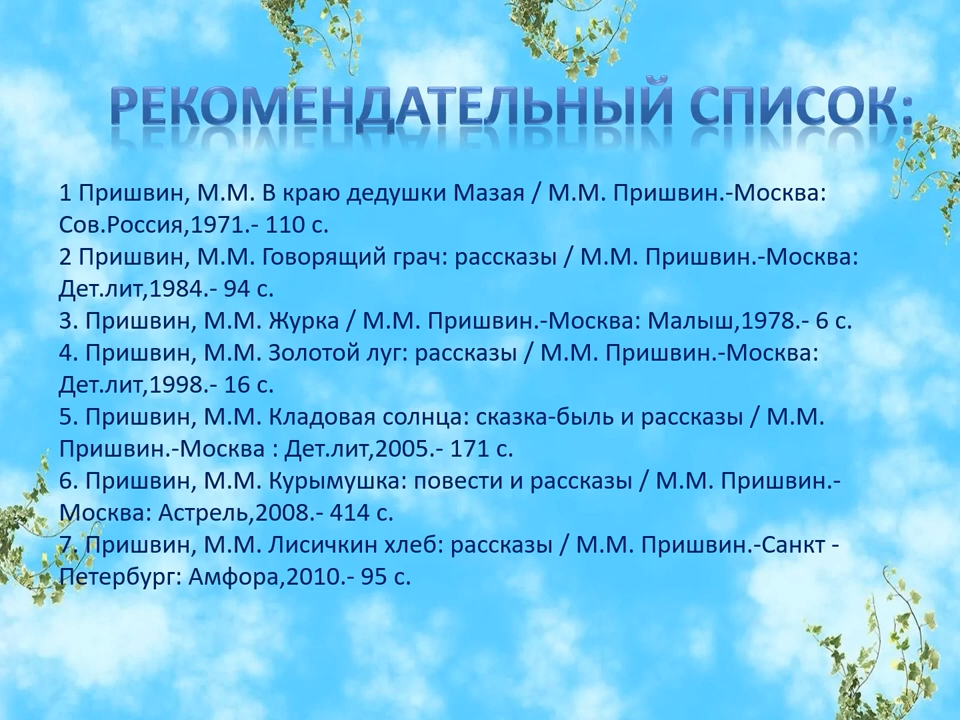 РЕКОМЕНДАТЕЛЬНЫЙ СПИСОК:
1 Пришвин, М.М. В краю дедушки Мазая / М.М. Пришвин.-Москва:
Сов.Россия,1971.- 110 с.
2 Пришвин, М.М. Говорящий грач: рассказы / М.М. Пришвин.-Москва:
Дет.лит,1984.- 94 с.
3. Пришвин, М.М. Журка / М.М. Пришвин.-Москва: Малыш,1978.- 6 с.
4. Пришвин, М.М. Золотой луг: рассказы / М.М. Пришвин.-Москва:
Дет.лит,1998.- 16 с.
5. Пришвин, М.М. Кладовая солнца: сказка-быль и рассказы / М.М.
Пришвин.-Москва : Дет.лит,2005.- 171 с.
6. Пришвин, М.М. Курымушка: повести и рассказы / М.М. Пришвин.-
Москва: Астрель,2008.- 414 с.
7. Пришвин, М.М. Лисичкин хлеб: рассказы / М.М. Пришвин.-Санкт -
Петербург: Амфора,2010.- 95 с.